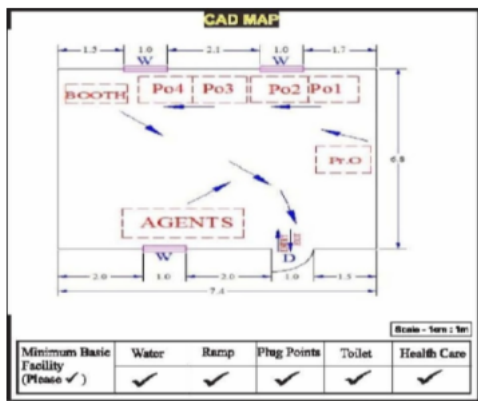 CAD MAP
1.5 1.0 2.1 1.0 1.7
W W
BOOTH Po4 Po3 Po2 Po1
Pr.O
6.8
AGENTS
W D
2.0 1.0 2.0 1.0 1.5
7.4
Scale - 1cm : 1m
Minimum Basic Facility (Please ✓) Water Ramp Plug Points Toilet Health Care
✓ ✓ ✓ ✓ ✓